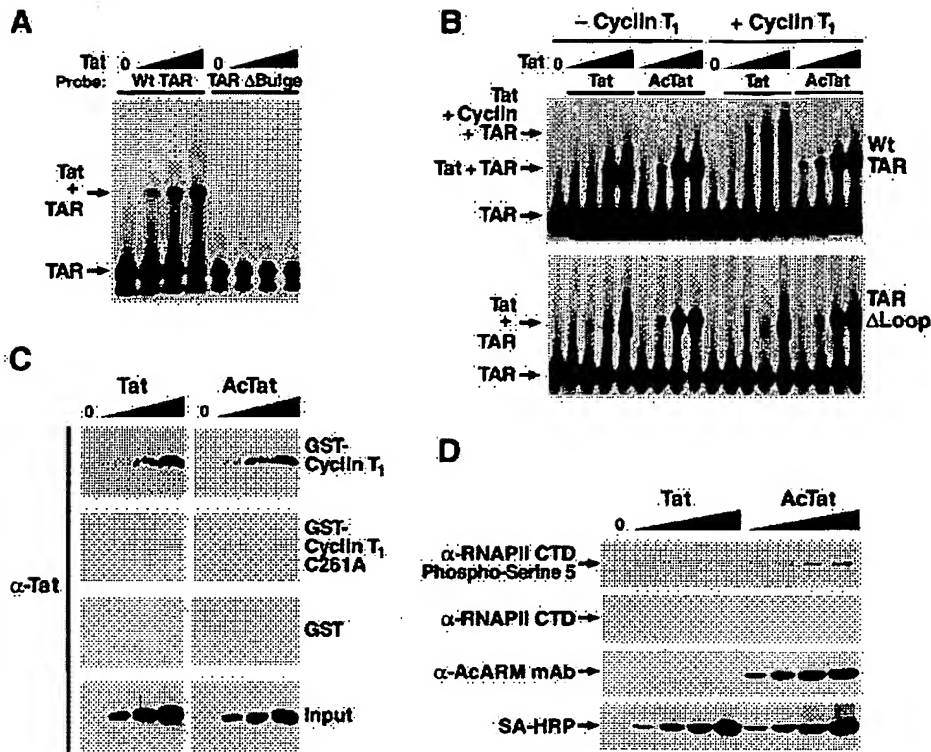 A
Tat 0
Probe: Wt TAR TAR ΔBulge
Tat
+
TAR
TAR
B
– Cyclin T1 + Cyclin T1
Tat 0 0
Tat AcTat Tat AcTat
Tat
+ Cyclin
+ TAR
Tat + TAR
TAR
Wt
TAR
Tat
+
TAR
TAR
TAR
ΔLoop
C
Tat AcTat
0 0
α-Tat
GST-
Cyclin T1
GST-
Cyclin T1
C261A
GST
Input
D
Tat AcTat
0
α-RNAPII CTD
Phospho-Serine 5
α-RNAPII CTD
α-AcARM mAb
SA-HRP